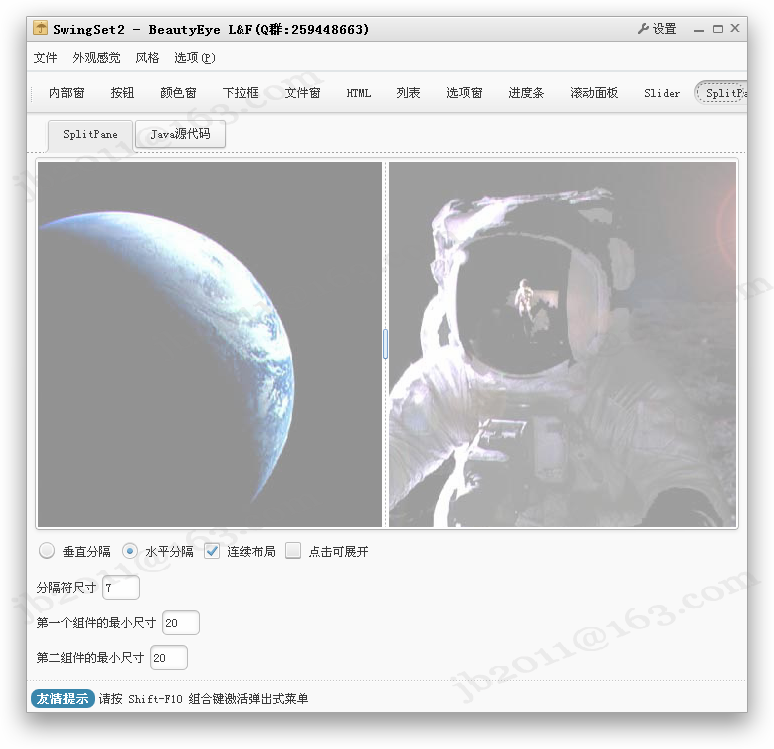 SwingSet2 - BeautyEye L&F(Q群:259448663) 设置
文件 外观感觉 风格 选项(P)
内部窗 按钮 颜色窗 下拉框 文件窗 HTML 列表 选项窗 进度条 滚动面板 Slider SplitPa
SplitPane Java源代码
垂直分隔 水平分隔 连续布局 点击可展开
分隔符尺寸 7
第一个组件的最小尺寸 20
第二组件的最小尺寸 20
友情提示 请按 Shift-F10 组合键激活弹出式菜单
jb2011@163.com
jb2011@163.com
jb2011@163.com